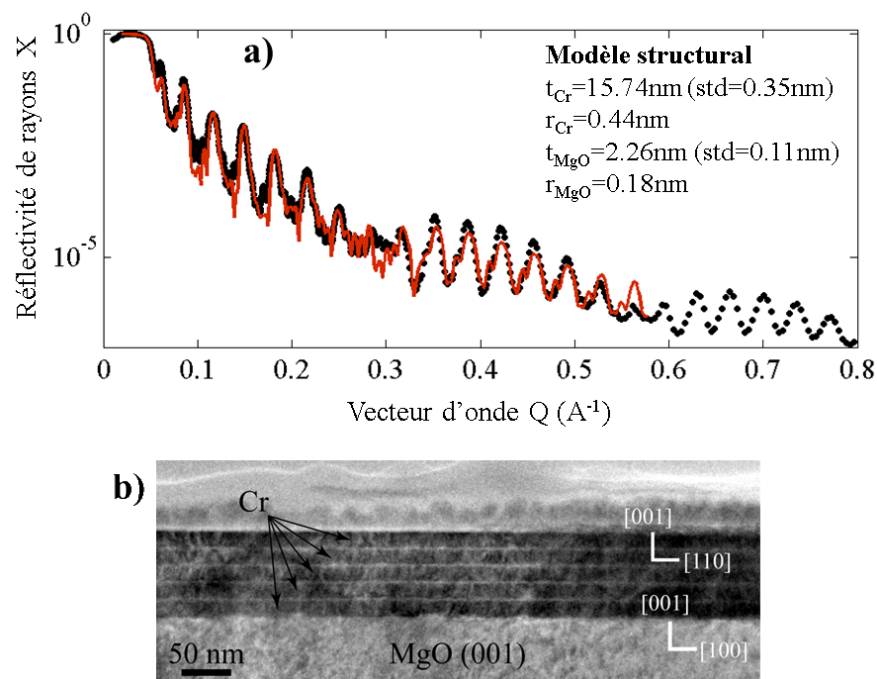 a)
Modèle structural
t_Cr=15.74nm (std=0.35nm)
r_Cr=0.44nm
t_MgO=2.26nm (std=0.11nm)
r_MgO=0.18nm
Réflectivité de rayons X
10⁰
10⁻⁵
0 0.1 0.2 0.3 0.4 0.5 0.6 0.7 0.8
Vecteur d'onde Q (A⁻¹)
b)
Cr
[001]
[110]
[001]
[100]
50 nm
MgO (001)